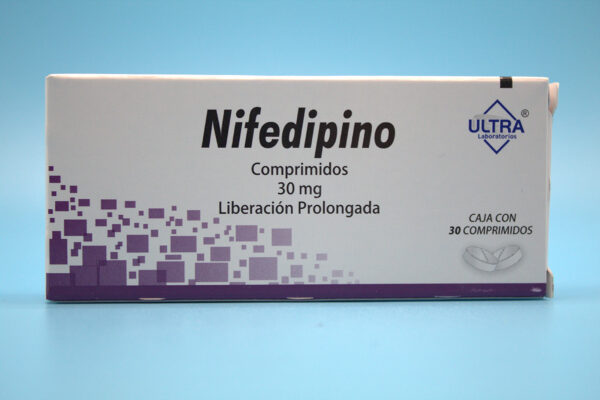 Nifedipino
Comprimidos
30 mg
Liberación Prolongada
ULTRA®
Laboratorios
CAJA CON
30 COMPRIMIDOS